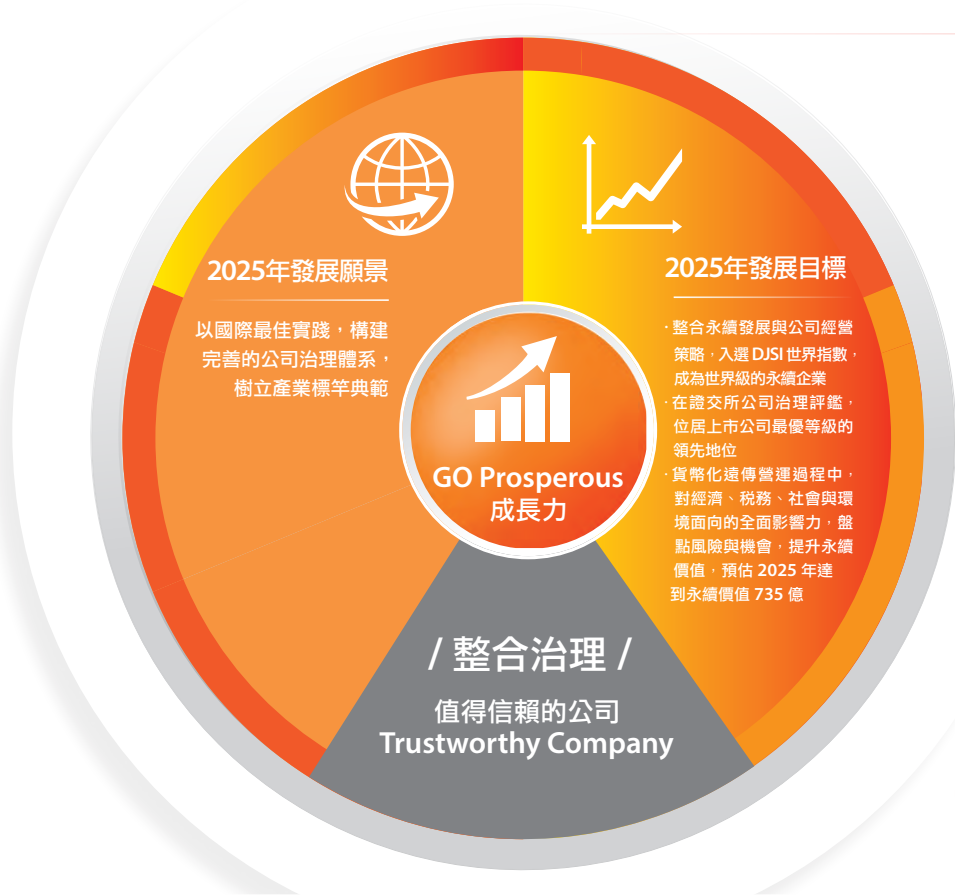 2025年發展願景
以國際最佳實踐，構建
完善的公司治理體系，
樹立產業標竿典範
2025年發展目標
·整合永續發展與公司經營
策略，入選 DJSI 世界指數，
成為世界級的永續企業
·在證交所公司治理評鑑，
位居上市公司最優等級的
領先地位
·貨幣化遠傳營運過程中，
對經濟、稅務、社會與環
境面向的全面影響力，盤
點風險與機會，提升永續
價值，預估 2025 年達
到永續價值 735 億
GO Prosperous
成長力
/ 整合治理 /
值得信賴的公司
Trustworthy Company